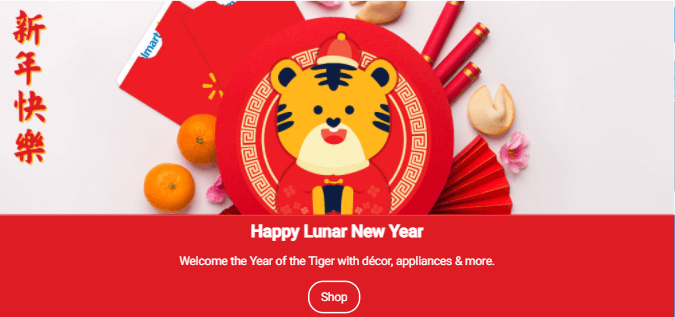 新年快樂
lmart
Happy Lunar New Year
Welcome the Year of the Tiger with décor, appliances & more.
Shop